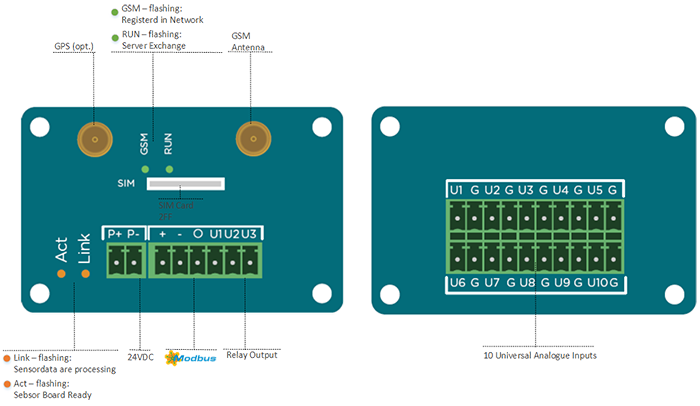 GSM – flashing:
Registerd in Network
RUN – flashing:
Server Exchange
GPS (opt.)
GSM
Antenna
GSM
RUN
SIM
SIM Card
2FF
P+ P-
+ - O U1 U2 U3
Act
Link
U1 G U2 G U3 G U4 G U5 G
U6 G U7 G U8 G U9 G U10 G
Link – flashing:
Sensordata are processing
Act – flashing:
Sebsor Board Ready
24VDC
Modbus
Relay Output
10 Universal Analogue Inputs